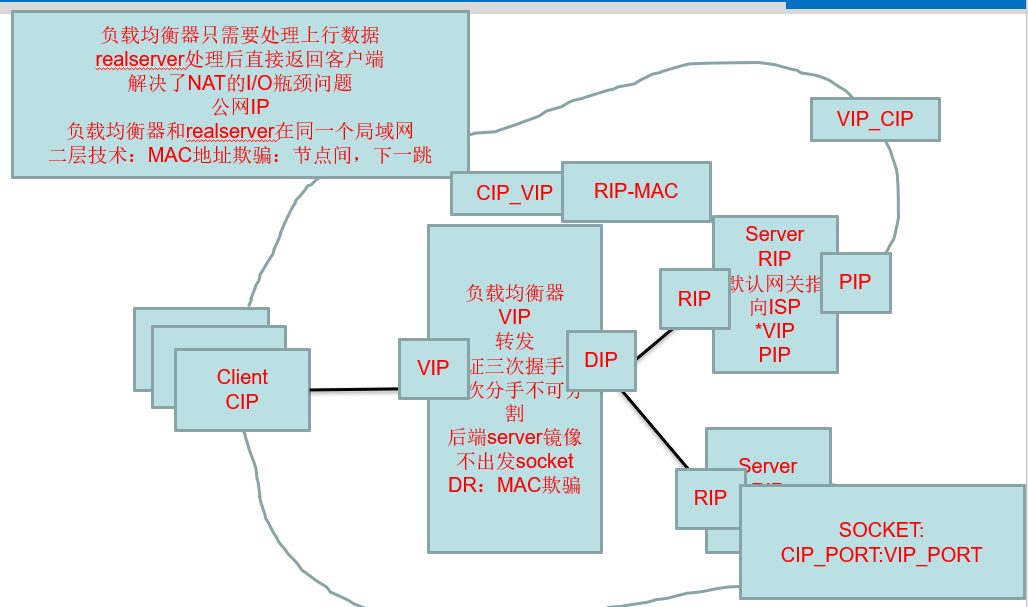 负载均衡器只需要处理上行数据
realserver处理后直接返回客户端
解决了NAT的I/O瓶颈问题
公网IP
负载均衡器和realserver在同一个局域网
二层技术：MAC地址欺骗：节点间，下一跳
VIP_CIP
CIP_VIP
RIP-MAC
Server
RIP
默认网关指
向ISP
*VIP
PIP
RIP
PIP
负载均衡器
VIP
转发
证三次握手
次分手不可分
割
后端server镜像
不出发socket
DR：MAC欺骗
VIP
DIP
Client
CIP
Server
RIP
SOCKET:
CIP_PORT:VIP_PORT